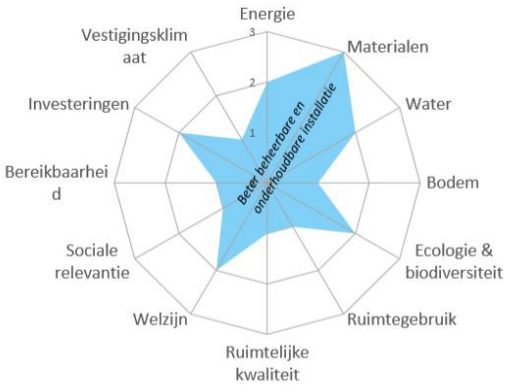 Energie
Materialen
Water
Bodem
Ecologie &
biodiversiteit
Ruimtegebruik
Ruimtelijke
kwaliteit
Welzijn
Sociale
relevantie
Bereikbaarhei
d
Investeringen
Vestigingsklim
aat
3
2
1
Beter beheerbare en
onderhoudbare installatie